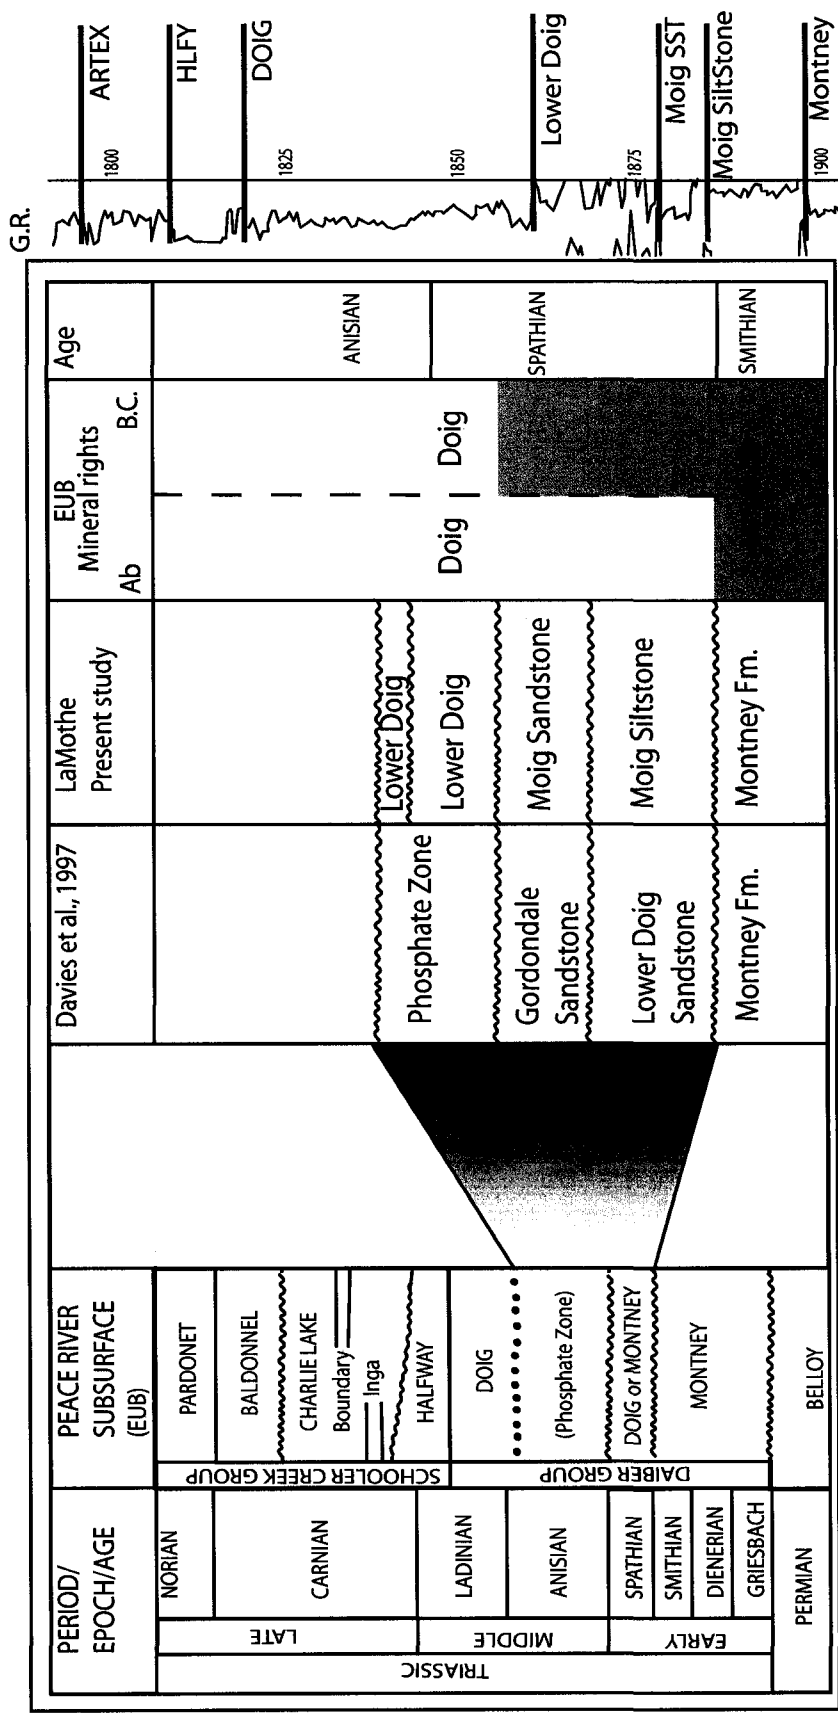 PERIOD/
EPOCH/AGE
PEACE RIVER
SUBSURFACE
(EUB)
Davies et al., 1997
LaMothe
Present study
EUB
Mineral rights
Ab
B.C.
Age
TRIASSIC
LATE
MIDDLE
EARLY
NORIAN
CARNIAN
LADINIAN
ANISIAN
SPATHIAN
SMITHIAN
DIENERIAN
GRIESBACH
PERMIAN
SCHOOLER CREEK GROUP
DAIBER GROUP
PARDONET
BALDONNEL
CHARLIE LAKE
Boundary
Inga
HALFWAY
DOIG
(Phosphate Zone)
DOIG or MONTNEY
MONTNEY
BELLOY
Phosphate Zone
Gordondale
Sandstone
Lower Doig
Sandstone
Montney Fm.
Lower Doig
Lower Doig
Moig Sandstone
Moig Siltstone
Montney Fm.
Doig
Doig
ANISIAN
SPATHIAN
SMITHIAN
G.R.
ARTEX
1800
HLFY
DOIG
1825
1850
Lower Doig
1875
Moig SST
Moig SiltStone
Montney
1900